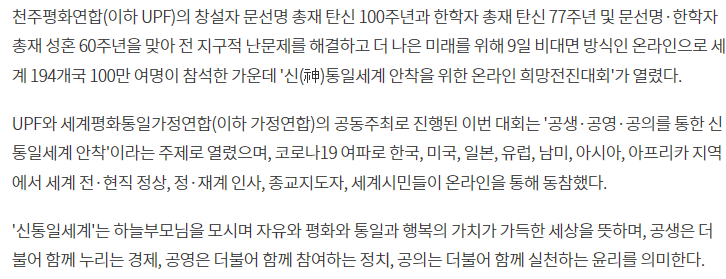 천주평화연합(이하 UPF)의 창설자 문선명 총재 탄신 100주년과 한학자 총재 탄신 77주년 및 문선명·한학자
총재 성혼 60주년을 맞아 전 지구적 난문제를 해결하고 더 나은 미래를 위해 9일 비대면 방식인 온라인으로 세
계 194개국 100만 여명이 참석한 가운데 '신(神)통일세계 안착을 위한 온라인 희망전진대회'가 열렸다.
UPF와 세계평화통일가정연합(이하 가정연합)의 공동주최로 진행된 이번 대회는 '공생·공영·공의를 통한 신
통일세계 안착'이라는 주제로 열렸으며, 코로나19 여파로 한국, 미국, 일본, 유럽, 남미, 아시아, 아프리카 지역
에서 세계 전·현직 정상, 정·재계 인사, 종교지도자, 세계시민들이 온라인을 통해 동참했다.
'신통일세계'는 하늘부모님을 모시며 자유와 평화와 통일과 행복의 가치가 가득한 세상을 뜻하며, 공생은 더
불어 함께 누리는 경제, 공영은 더불어 함께 참여하는 정치, 공의는 더불어 함께 실천하는 윤리를 의미한다.